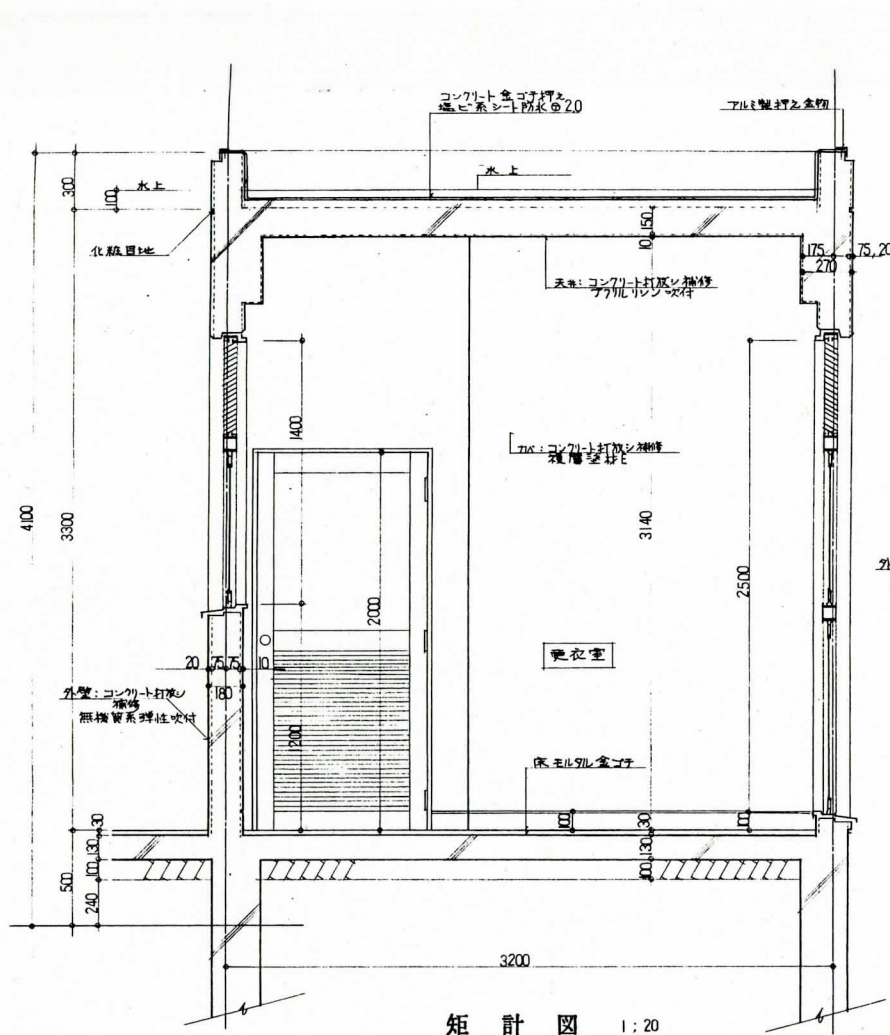 コンクリート金ゴテ押え
塩ビ系シート防水 ⑦2.0
アルミ製押え金物
水上
水上
300
100
化粧目地
150
10
175
75,20
270
天井：コンクリート打放シ補修
アクリルリシン吹付
1400
カベ：コンクリート打放シ補修
複層塗材E
4100
3300
3140
2500
2000
外
更衣室
20 75 75 10
180
外壁：コンクリート打放シ
補修
無機質系弾性吹付
1200
床モルタル金ゴテ
30
130
100
240
500
100
30
130
100
100
3200
矩計図 1:20